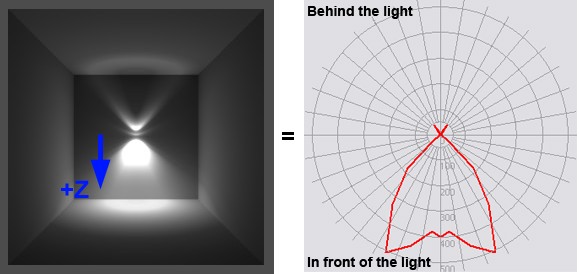 Behind the light
+Z
=
100
200
300
400
500
In front of the light